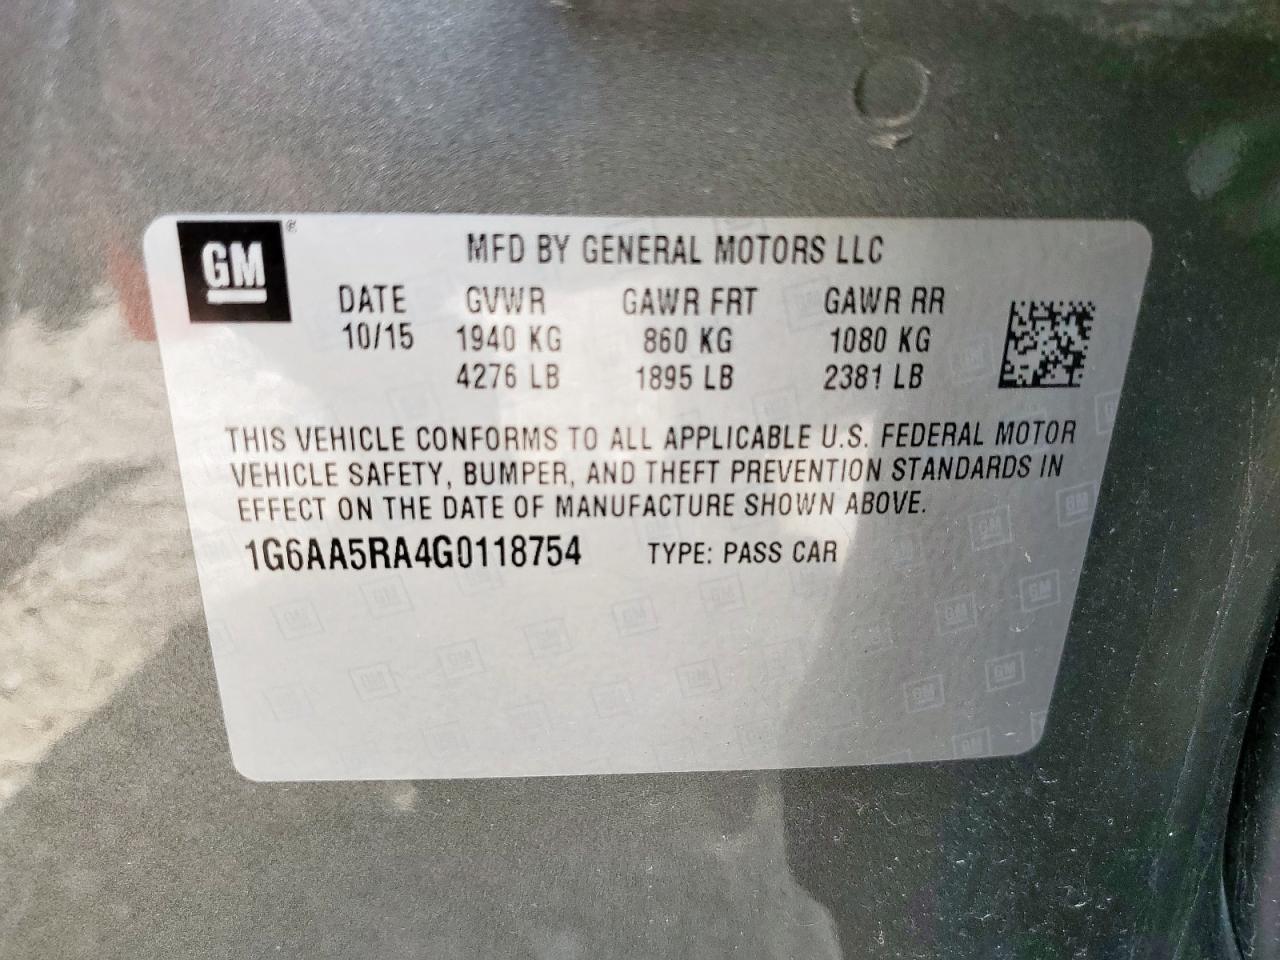 GM®
MFD BY GENERAL MOTORS LLC
DATE GVWR GAWR FRT GAWR RR
10/15 1940 KG 860 KG 1080 KG
4276 LB 1895 LB 2381 LB
THIS VEHICLE CONFORMS TO ALL APPLICABLE U.S. FEDERAL MOTOR
VEHICLE SAFETY, BUMPER, AND THEFT PREVENTION STANDARDS IN
EFFECT ON THE DATE OF MANUFACTURE SHOWN ABOVE.
1G6AA5RA4G0118754 TYPE: PASS CAR